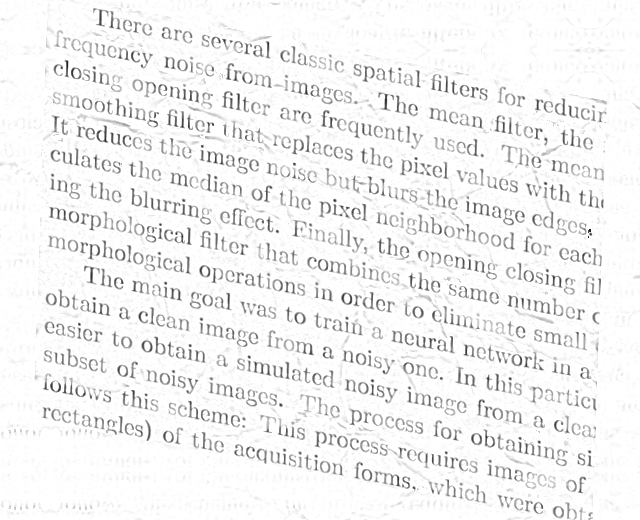 There are several classic spatial filters for reducin
frequency noise from images. The mean filter, the
closing opening filter are frequently used. The mean
smoothing filter that replaces the pixel values with the
It reduces the image noise but blurs the image edges.
culates the median of the pixel neighborhood for each
ing the blurring effect. Finally, the opening closing fil
morphological filter that combines the same number o
morphological operations in order to eliminate small
The main goal was to train a neural network in a
obtain a clean image from a noisy one. In this particu
easier to obtain a simulated noisy image from a clea
subset of noisy images. The process for obtaining si
follows this scheme: This process requires images of
rectangles) of the acquisition forms, which were obta